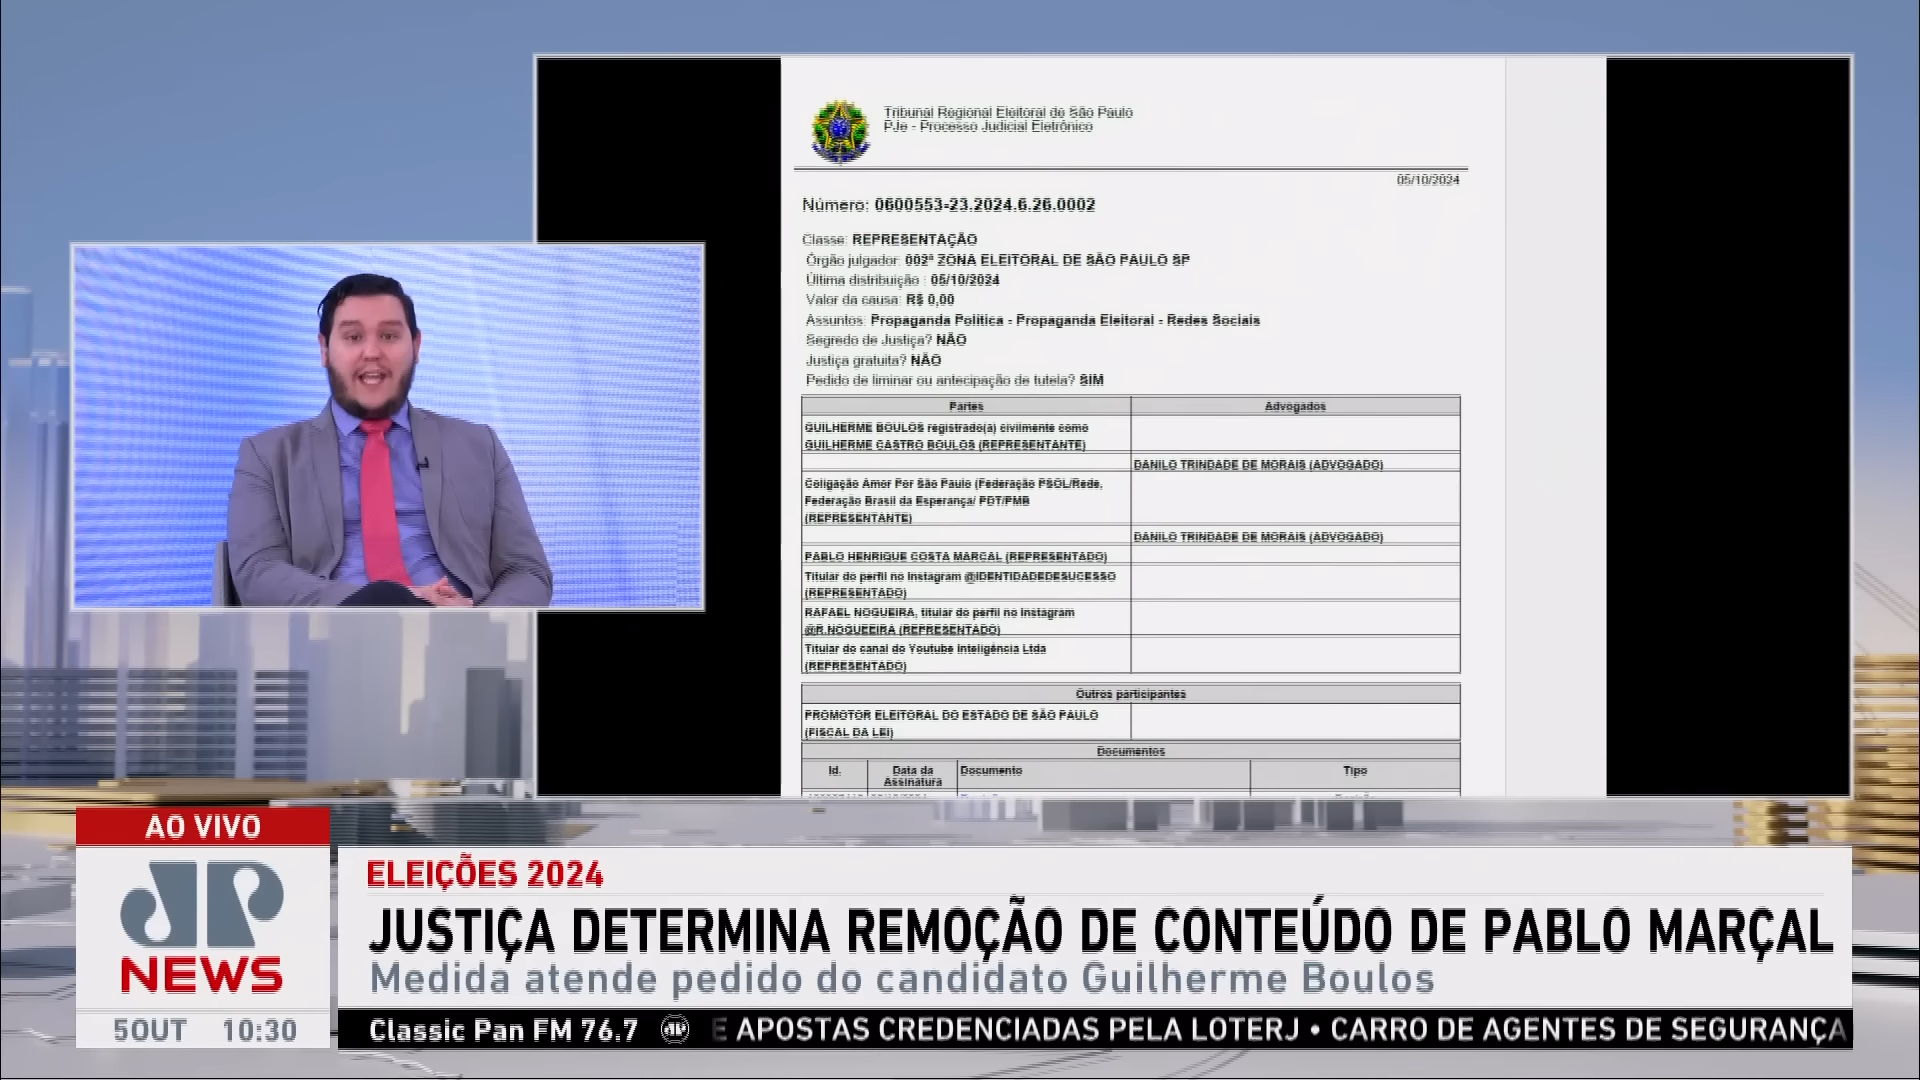 Tribunal Regional Eleitoral de São Paulo
PJe - Processo Judicial Eletrônico
05/10/2024
Número: 0600553-23.2024.6.26.0002
Classe: REPRESENTAÇÃO
Órgão julgador: 002ª ZONA ELEITORAL DE SÃO PAULO SP
Última distribuição : 05/10/2024
Valor da causa: R$ 0,00
Assuntos: Propaganda Política - Propaganda Eleitoral - Redes Sociais
Segredo de Justiça? NÃO
Justiça gratuita? NÃO
Pedido de liminar ou antecipação de tutela? SIM
Partes Advogados
GUILHERME BOULOS registrado(a) civilmente como
GUILHERME CASTRO BOULOS (REPRESENTANTE)
DANILO TRINDADE DE MORAIS (ADVOGADO)
Coligação Amor Por São Paulo (Federação PSOL/Rede,
Federação Brasil da Esperança/ PDT/PMB
(REPRESENTANTE)
DANILO TRINDADE DE MORAIS (ADVOGADO)
PABLO HENRIQUE COSTA MARCAL (REPRESENTADO)
Titular do perfil no Instagram @IDENTIDADEDESUCESSO
(REPRESENTADO)
RAFAEL NOGUEIRA, titular do perfil no Instagram
@R.NOGUEEIRA (REPRESENTADO)
Titular do canal do Youtube Inteligência Ltda
(REPRESENTADO)
Outros participantes
PROMOTOR ELEITORAL DO ESTADO DE SÃO PAULO
(FISCAL DA LEI)
Documentos
Id. Data da Assinatura Documento Tipo
AO VIVO
JP
NEWS
5OUT 10:30
ELEIÇÕES 2024
JUSTIÇA DETERMINA REMOÇÃO DE CONTEÚDO DE PABLO MARÇAL
Medida atende pedido do candidato Guilherme Boulos
Classic Pan FM 76.7 JP E APOSTAS CREDENCIADAS PELA LOTERJ • CARRO DE AGENTES DE SEGURANÇA